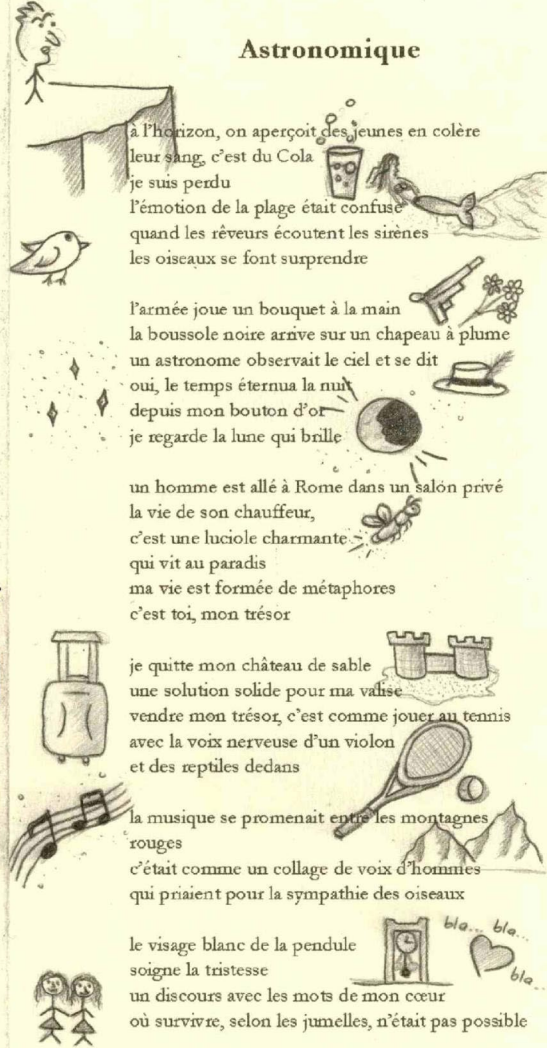 Astronomique
à l'horizon, on aperçoit des jeunes en colère
leur sang, c'est du Cola
je suis perdu
l'émotion de la plage était confuse
quand les rêveurs écoutent les sirènes
les oiseaux se font surprendre
l'armée joue un bouquet à la main
la boussole noire arrive sur un chapeau à plume
un astronome observait le ciel et se dit
oui, le temps éternua la nuit
depuis mon bouton d'or
je regarde la lune qui brille
un homme est allé à Rome dans un salon privé
la vie de son chauffeur,
c'est une luciole charmante
qui vit au paradis
ma vie est formée de métaphores
c'est toi, mon trésor
je quitte mon château de sable
une solution solide pour ma valise
vendre mon trésor, c'est comme jouer au tennis
avec la voix nerveuse d'un violon
et des reptiles dedans
la musique se promenait entre les montagnes
rouges
c'était comme un collage de voix d'hommes
qui priaient pour la sympathie des oiseaux
le visage blanc de la pendule
soigne la tristesse
un discours avec les mots de mon cœur
où survivre, selon les jumelles, n'était pas possible
bla... bla...
bla...